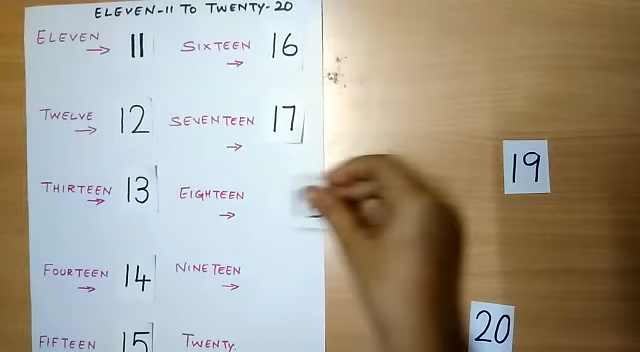 ELEVEN-11 TO TWENTY-20
ELEVEN → 11
SIXTEEN → 16
TWELVE → 12
SEVENTEEN → 17
THIRTEEN → 13
EIGHTEEN →
FOURTEEN → 14
NINETEEN →
FIFTEEN 15
TWENTY.
19
20